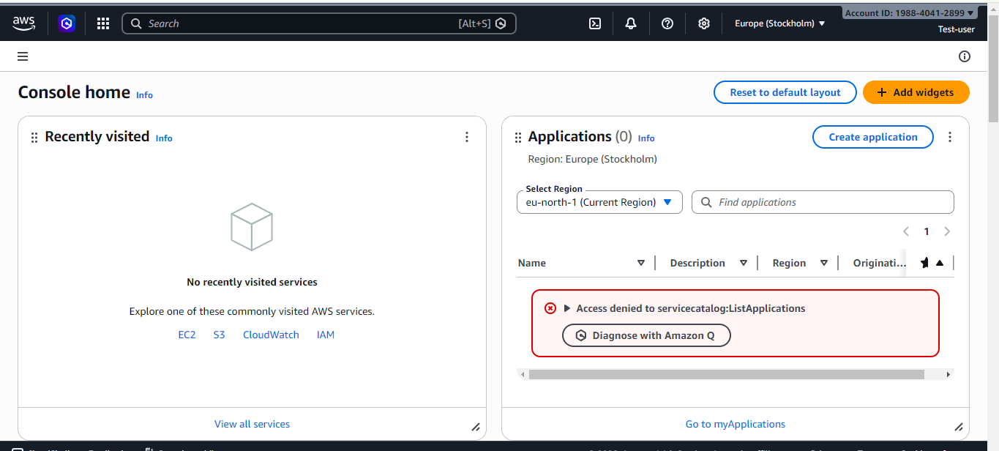 aws
Search
[Alt+S]
Europe (Stockholm)
Account ID: 1988-4041-2899
Test-user
Console home Info
Reset to default layout
Add widgets
Recently visited Info
No recently visited services
Explore one of these commonly visited AWS services.
EC2 S3 CloudWatch IAM
View all services
Applications (0) Info
Create application
Region: Europe (Stockholm)
Select Region
eu-north-1 (Current Region)
Find applications
1
Name Description Region Originati...
Access denied to servicecatalog:ListApplications
Diagnose with Amazon Q
Go to myApplications